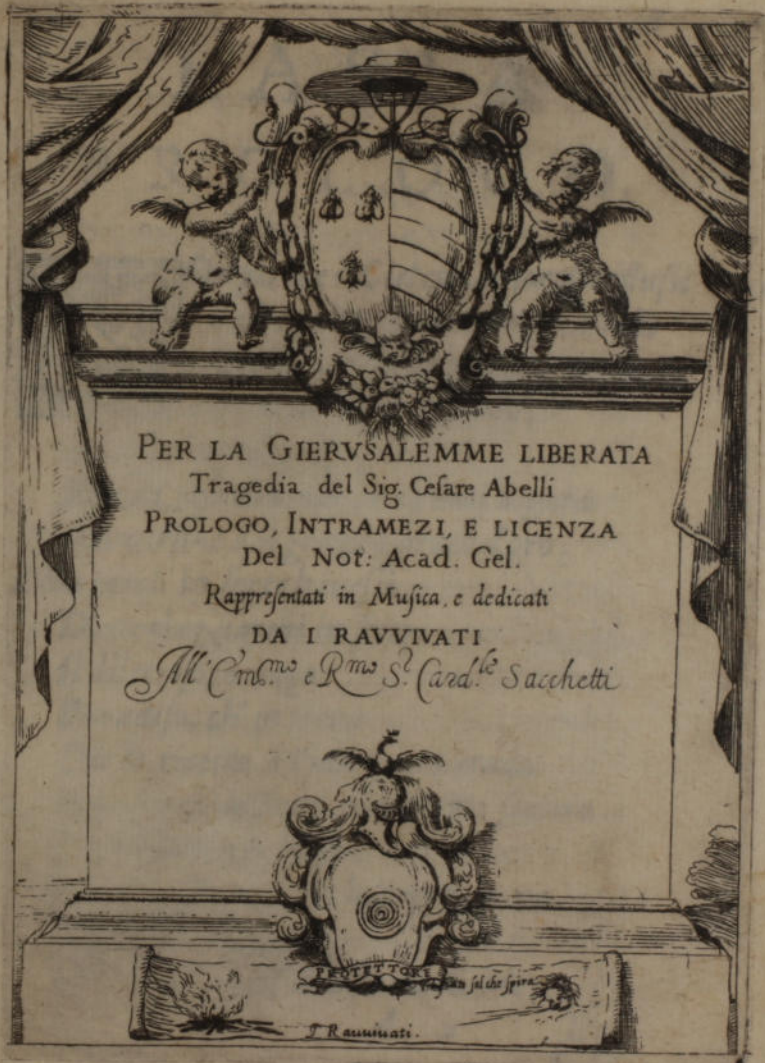 PER LA GIERVSALEMME LIBERATA
Tragedia del Sig. Cesare Abelli
PROLOGO, INTRAMEZI, E LICENZA
Del Not: Acad. Gel.
Rappresentati in Musica, e dedicati
DA I RAVVIVATI
All' Em.mo e R.mo S.r Card.le Sacchetti
PROTETTORE
sol che spira
I Rauuiuati.